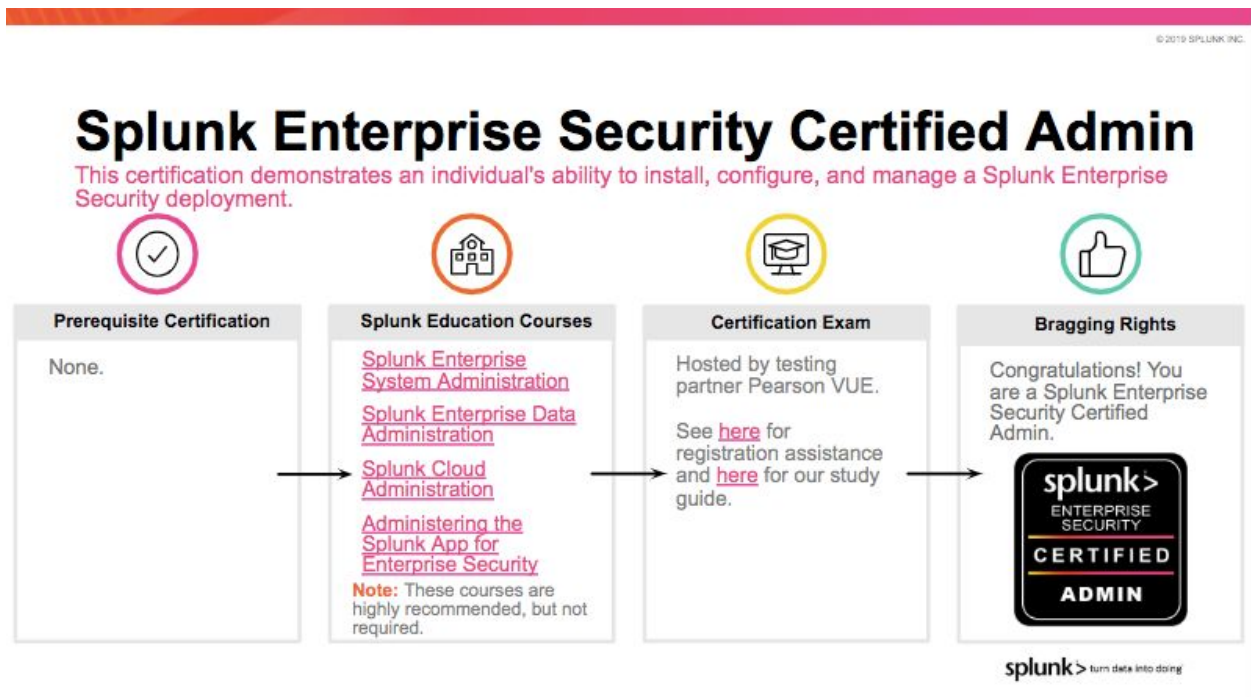 © 2019 SPLUNK INC.
Splunk Enterprise Security Certified Admin
This certification demonstrates an individual's ability to install, configure, and manage a Splunk Enterprise
Security deployment.
Prerequisite Certification
None.
Splunk Education Courses
Splunk Enterprise
System Administration
Splunk Enterprise Data
Administration
Splunk Cloud
Administration
Administering the
Splunk App for
Enterprise Security
Note: These courses are
highly recommended, but not
required.
Certification Exam
Hosted by testing
partner Pearson VUE.
See here for
registration assistance
and here for our study
guide.
Bragging Rights
Congratulations! You
are a Splunk Enterprise
Security Certified
Admin.
splunk>
ENTERPRISE
SECURITY
CERTIFIED
ADMIN
splunk> turn data into doing